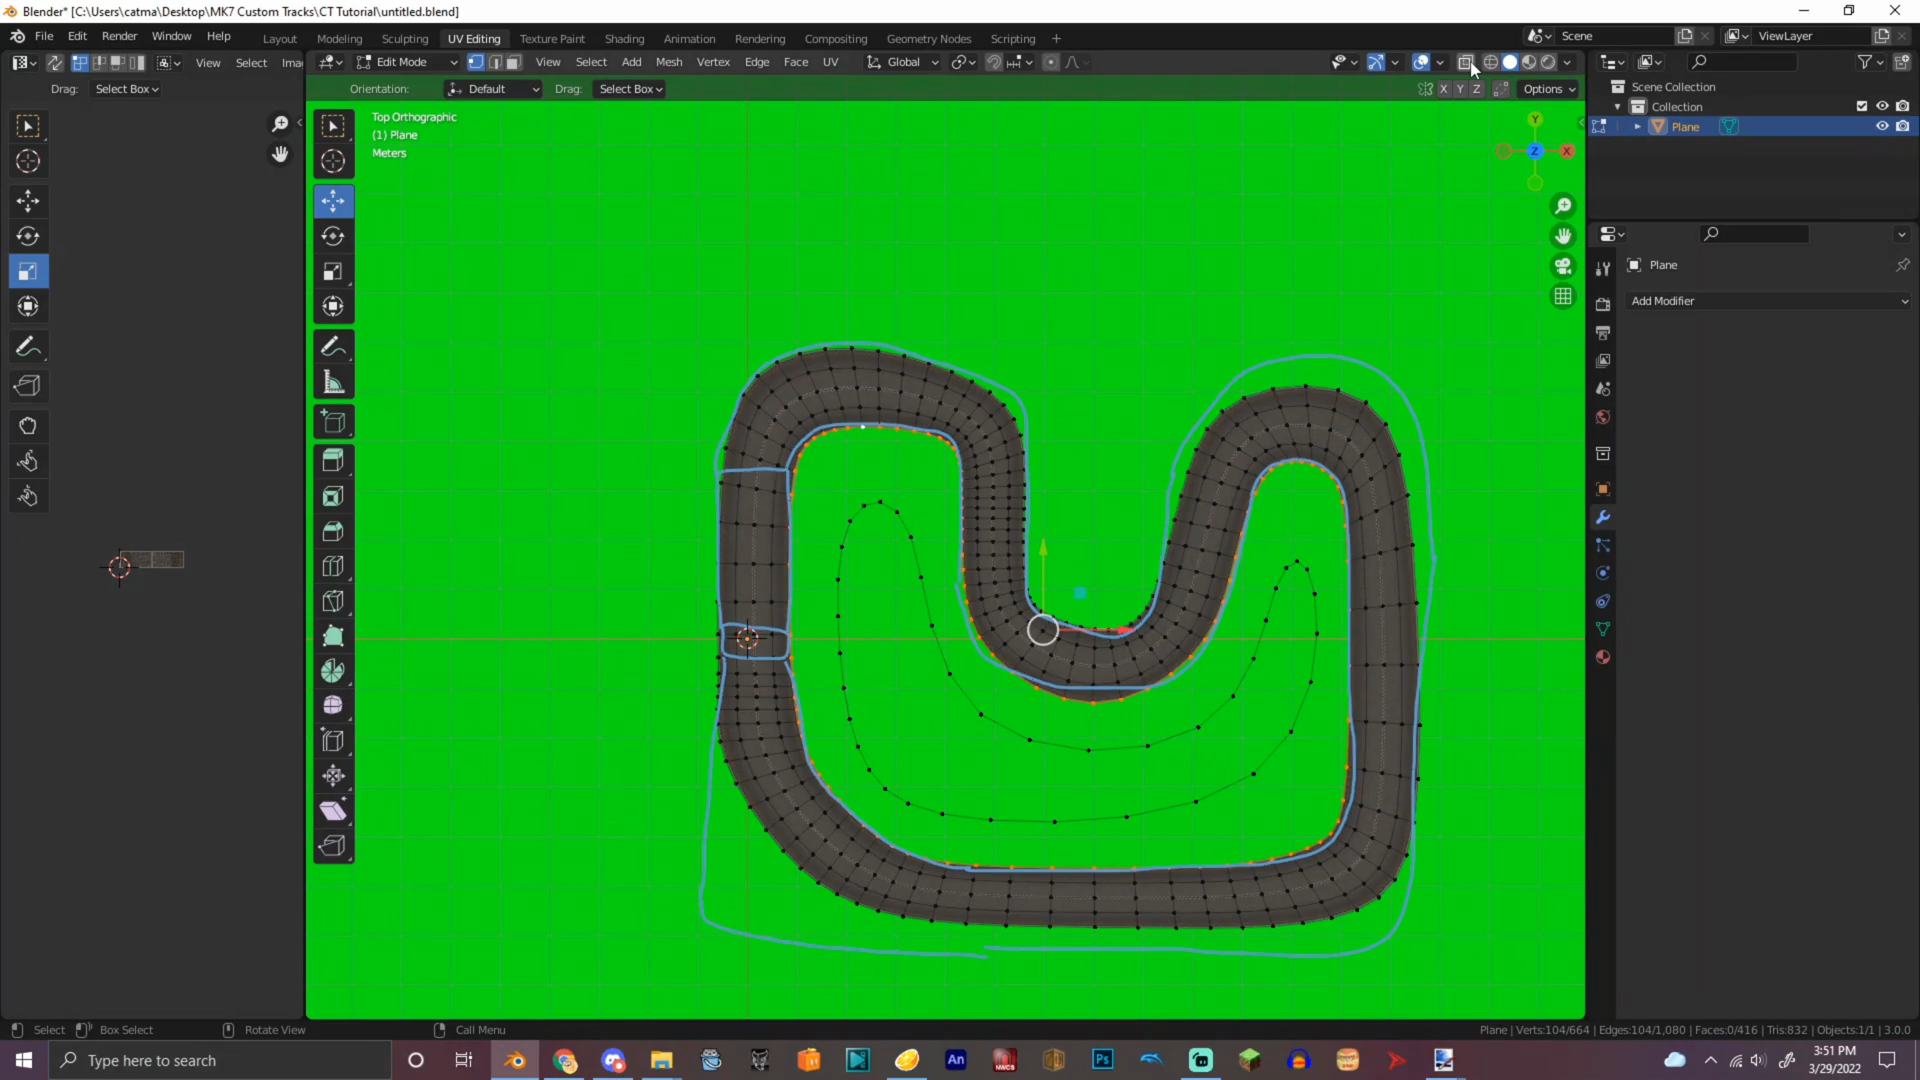 Blender* [C:\Users\catma\Desktop\MK7 Custom Tracks\CT Tutorial\untitled.blend]
File Edit Render Window Help Layout Modeling Sculpting UV Editing Texture Paint Shading Animation Rendering Compositing Geometry Nodes Scripting + Scene ViewLayer
View Select Ima Edit Mode View Select Add Mesh Vertex Edge Face UV Global
Drag: Select Box Orientation: Default Drag: Select Box X Y Z Options
Scene Collection
Collection
Plane
Top Orthographic
(1) Plane
Meters
Y
Z
X
Plane
Add Modifier
Select Box Select Rotate View Call Menu Plane | Verts:104/664 | Edges:104/1,080 | Faces:0/416 | Tris:832 | Objects:1/1 | 3.0.0
Type here to search An NWCS Ps 3:51 PM
3/29/2022